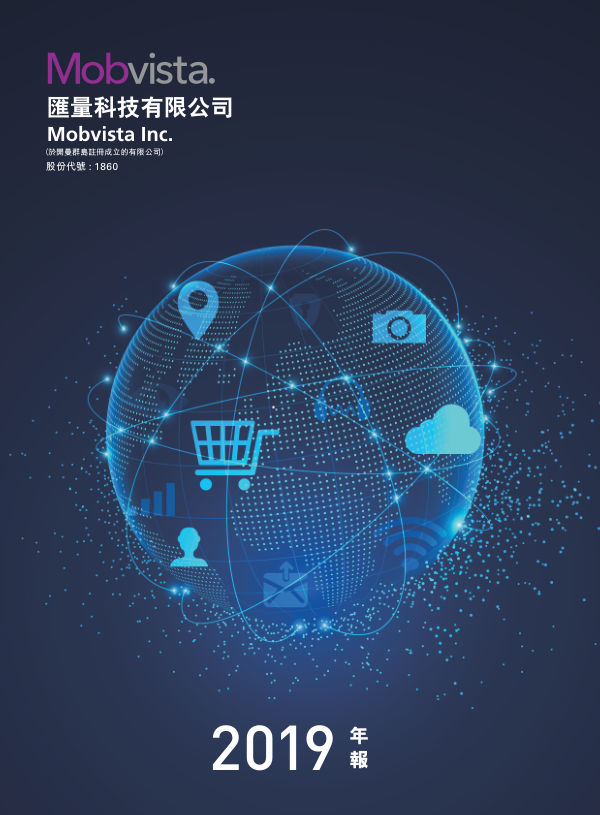 Mobvista.
匯量科技有限公司
Mobvista Inc.
(於開曼群島註冊成立的有限公司)
股份代號 : 1860
2019 年報